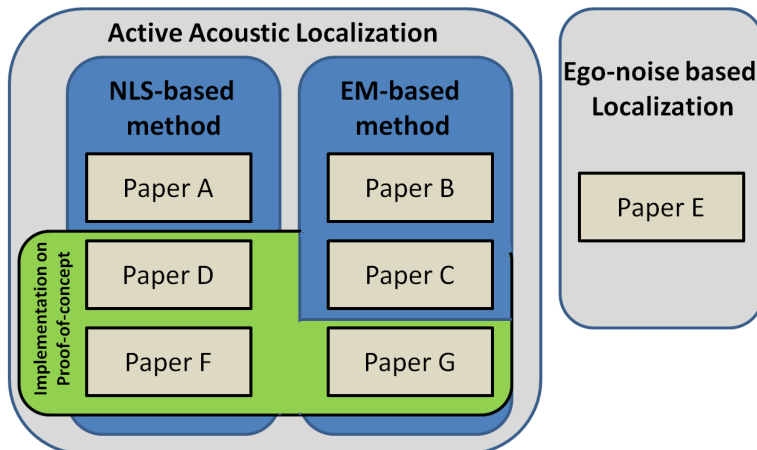 Active Acoustic Localization
NLS-based
method
EM-based
method
Paper A
Paper B
Implementation on
Proof-of-concept
Paper D
Paper C
Paper F
Paper G
Ego-noise based
Localization
Paper E